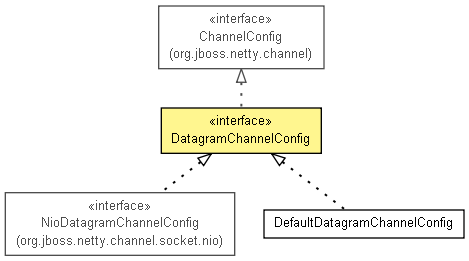 «interface»
ChannelConfig
(org.jboss.netty.channel)
«interface»
DatagramChannelConfig
«interface»
NioDatagramChannelConfig
(org.jboss.netty.channel.socket.nio)
DefaultDatagramChannelConfig